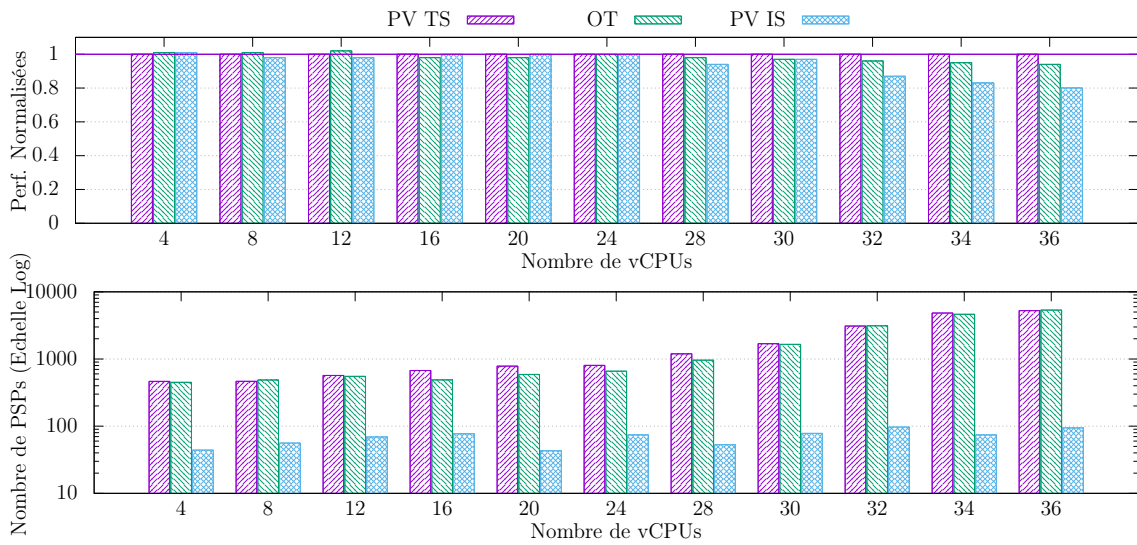 PV TS OT PV IS
Perf. Normalisées
1
0.8
0.6
0.4
0.2
0
4 8 12 16 20 24 28 30 32 34 36
Nombre de vCPUs
Nombre de PSPs (Echelle Log)
10000
1000
100
10
4 8 12 16 20 24 28 30 32 34 36
Nombre de vCPUs